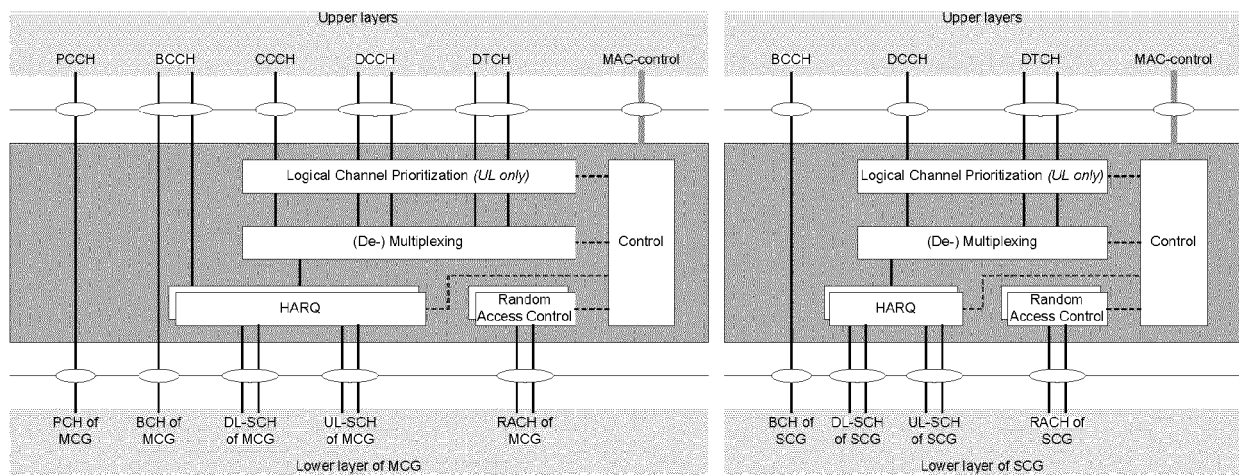 Upper layers
PCCH BCCH CCCH DCCH DTCH MAC-control
Logical Channel Prioritization (UL only)
(De-) Multiplexing
Control
HARQ
Random
Access Control
PCH of
MCG
BCH of
MCG
DL-SCH
of MCG
UL-SCH
of MCG
RACH of
MCG
Lower layer of MCG
Upper layers
BCCH DCCH DTCH MAC-control
Logical Channel Prioritization (UL only)
(De-) Multiplexing
Control
HARQ
Random
Access Control
BCH of
SCG
DL-SCH
of SCG
UL-SCH
of SCG
RACH of
SCG
Lower layer of SCG